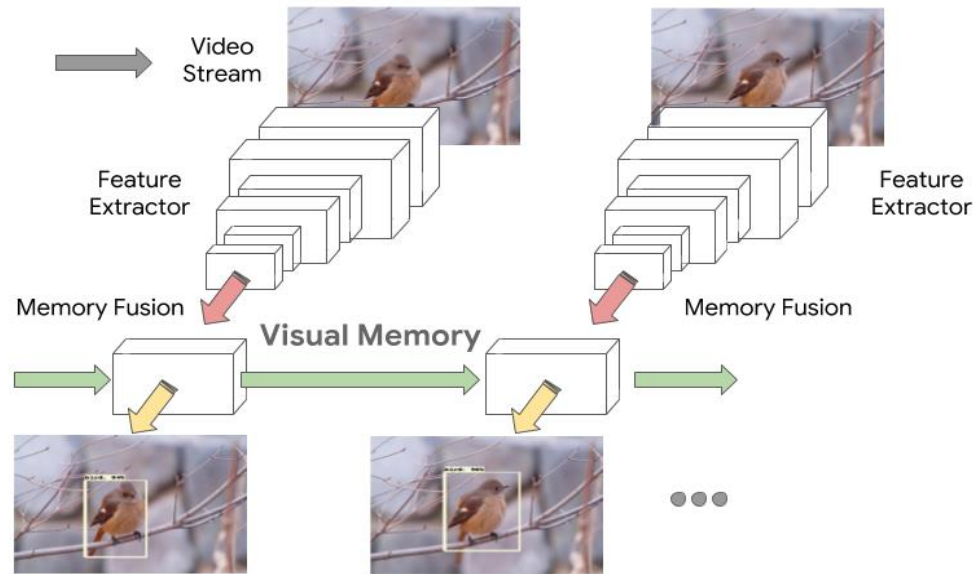 Video
Stream
Feature
Extractor
Feature
Extractor
Memory Fusion
Memory Fusion
Visual Memory